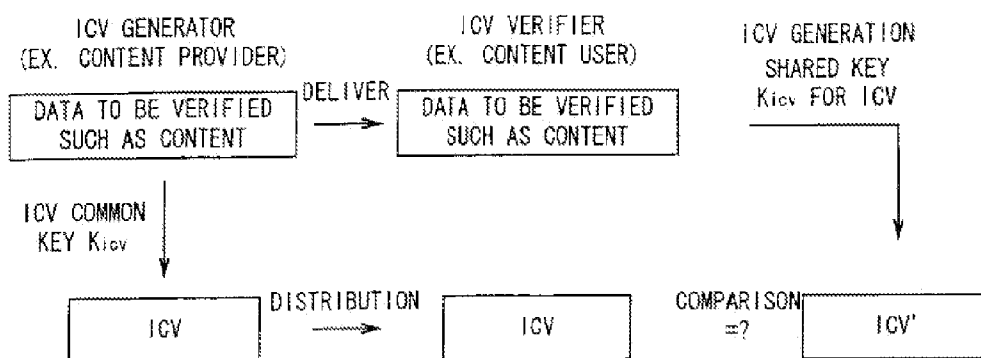 ICV GENERATOR
(EX. CONTENT PROVIDER)
DATA TO BE VERIFIED
SUCH AS CONTENT
DELIVER
ICV VERIFIER
(EX. CONTENT USER)
DATA TO BE VERIFIED
SUCH AS CONTENT
ICV GENERATION
SHARED KEY
Kicv FOR ICV
ICV COMMON
KEY Kicv
ICV
DISTRIBUTION
ICV
COMPARISON
=?
ICV'